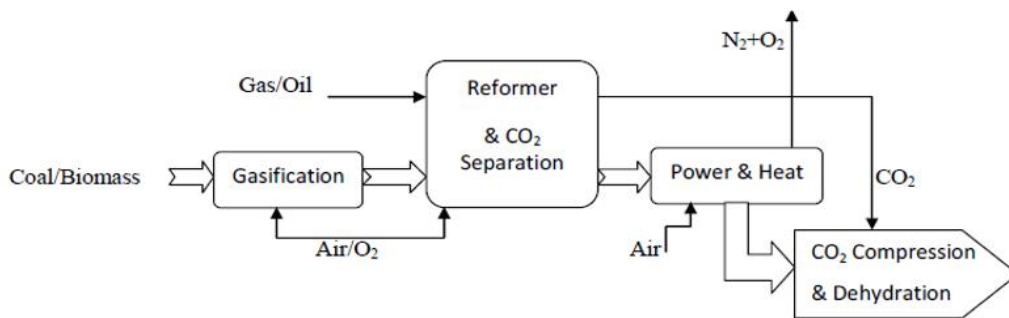 N₂+O₂
Gas/Oil
Reformer
& CO₂
Separation
Coal/Biomass
Gasification
Power & Heat
CO₂
Air/O₂
Air
CO₂ Compression
& Dehydration